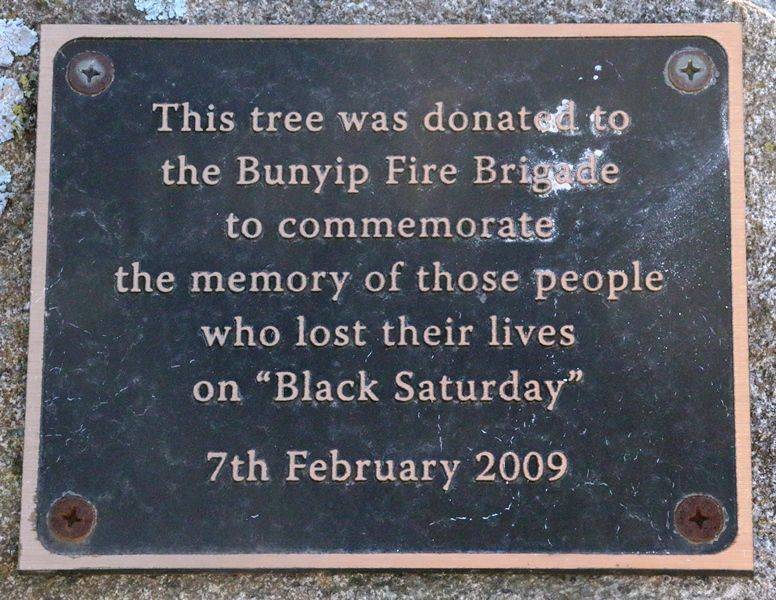 This tree was donated to
the Bunyip Fire Brigade
to commemorate
the memory of those people
who lost their lives
on “Black Saturday”
7th February 2009